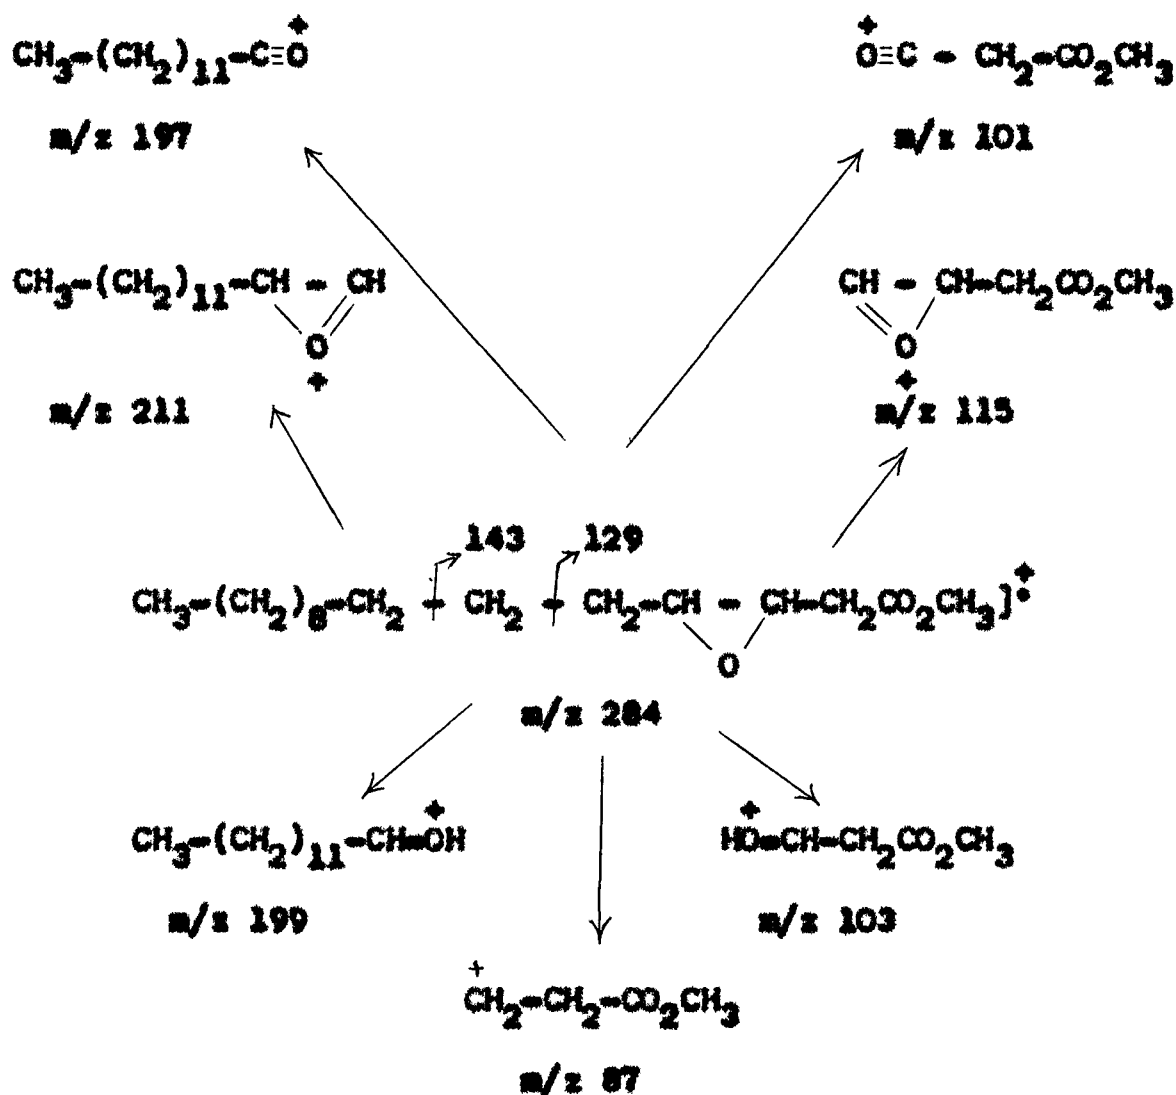 CH3-(CH2)11-C≡O+ +O≡C - CH2-CO2CH3
m/z 197 m/z 101
CH3-(CH2)11-CH - CH CH - CH-CH2CO2CH3
O O
+ +
m/z 211 m/z 115
143 129
CH3-(CH2)8-CH2 - CH2 - CH2-CH - CH-CH2CO2CH3]+•
O
m/z 284
CH3-(CH2)11-CH=O+H HO+=CH-CH2CO2CH3
m/z 199 m/z 103
+
CH2-CH2-CO2CH3
m/z 87